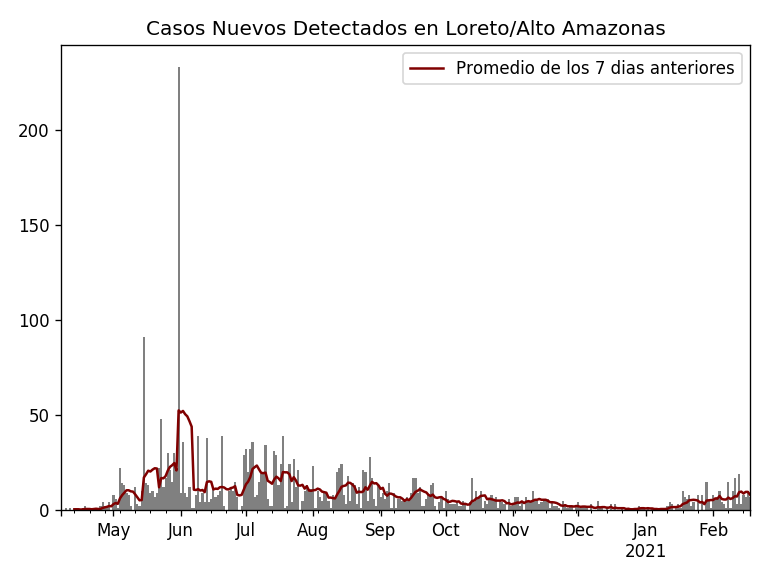 Casos Nuevos Detectados en Loreto/Alto Amazonas
Promedio de los 7 dias anteriores
200
150
100
50
0
May Jun Jul Aug Sep Oct Nov Dec Jan Feb
2021